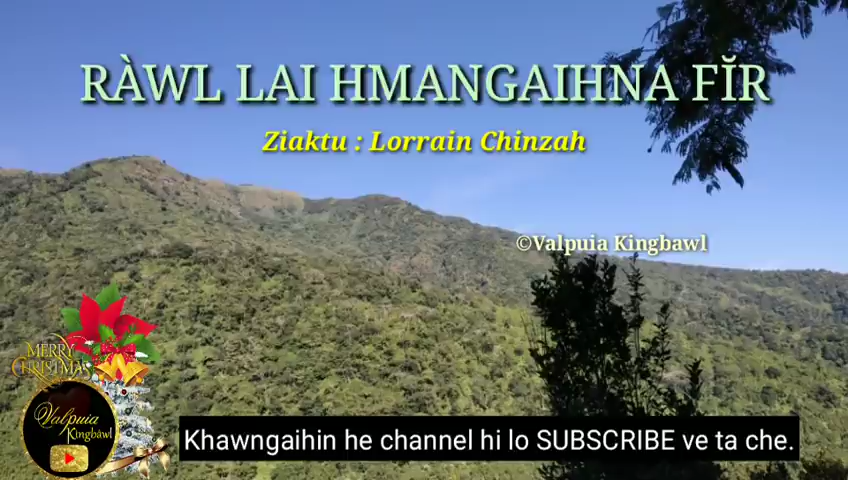 RÀWL LAI HMANGAIHNA FĬR
Ziaktu : Lorrain Chinzah
©Valpuia Kingbawl
MERRY
CHRISTMAS
Valpuia
Kingbàwl
Khawngaihin he channel hi lo SUBSCRIBE ve ta che.